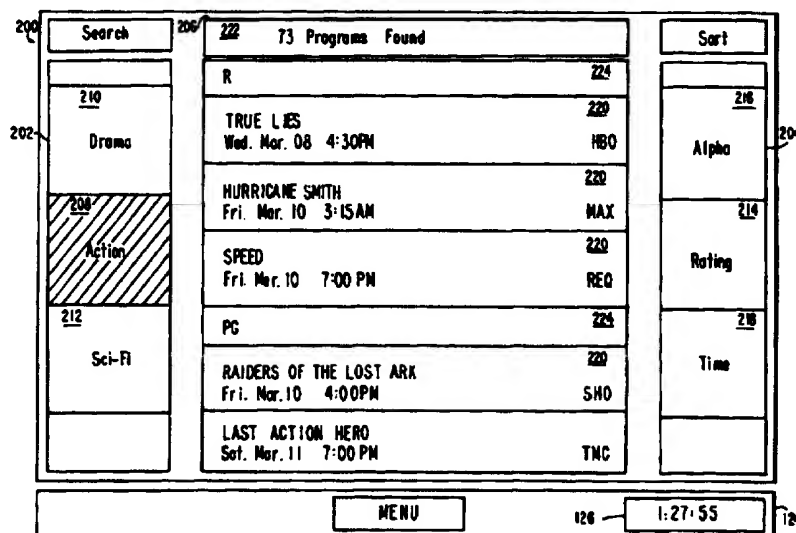 200
Search
206
222 73 Programs Found
Sort
R 224
210
Drama
202
TRUE LIES 220
Wed. Mar. 08 4:30PM HBO
216
Alpha
HURRICANE SMITH 220
Fri. Mar. 10 3:15AM MAX
208
Action
SPEED 220
Fri. Mar. 10 7:00 PM REQ
214
Rating
PG 224
212
Sci-Fi
RAIDERS OF THE LOST ARK 220
Fri. Mar. 10 4:00PM SHO
218
Time
LAST ACTION HERO
Sat. Mar. 11 7:00 PM TMC
MENU
126
1:27:55